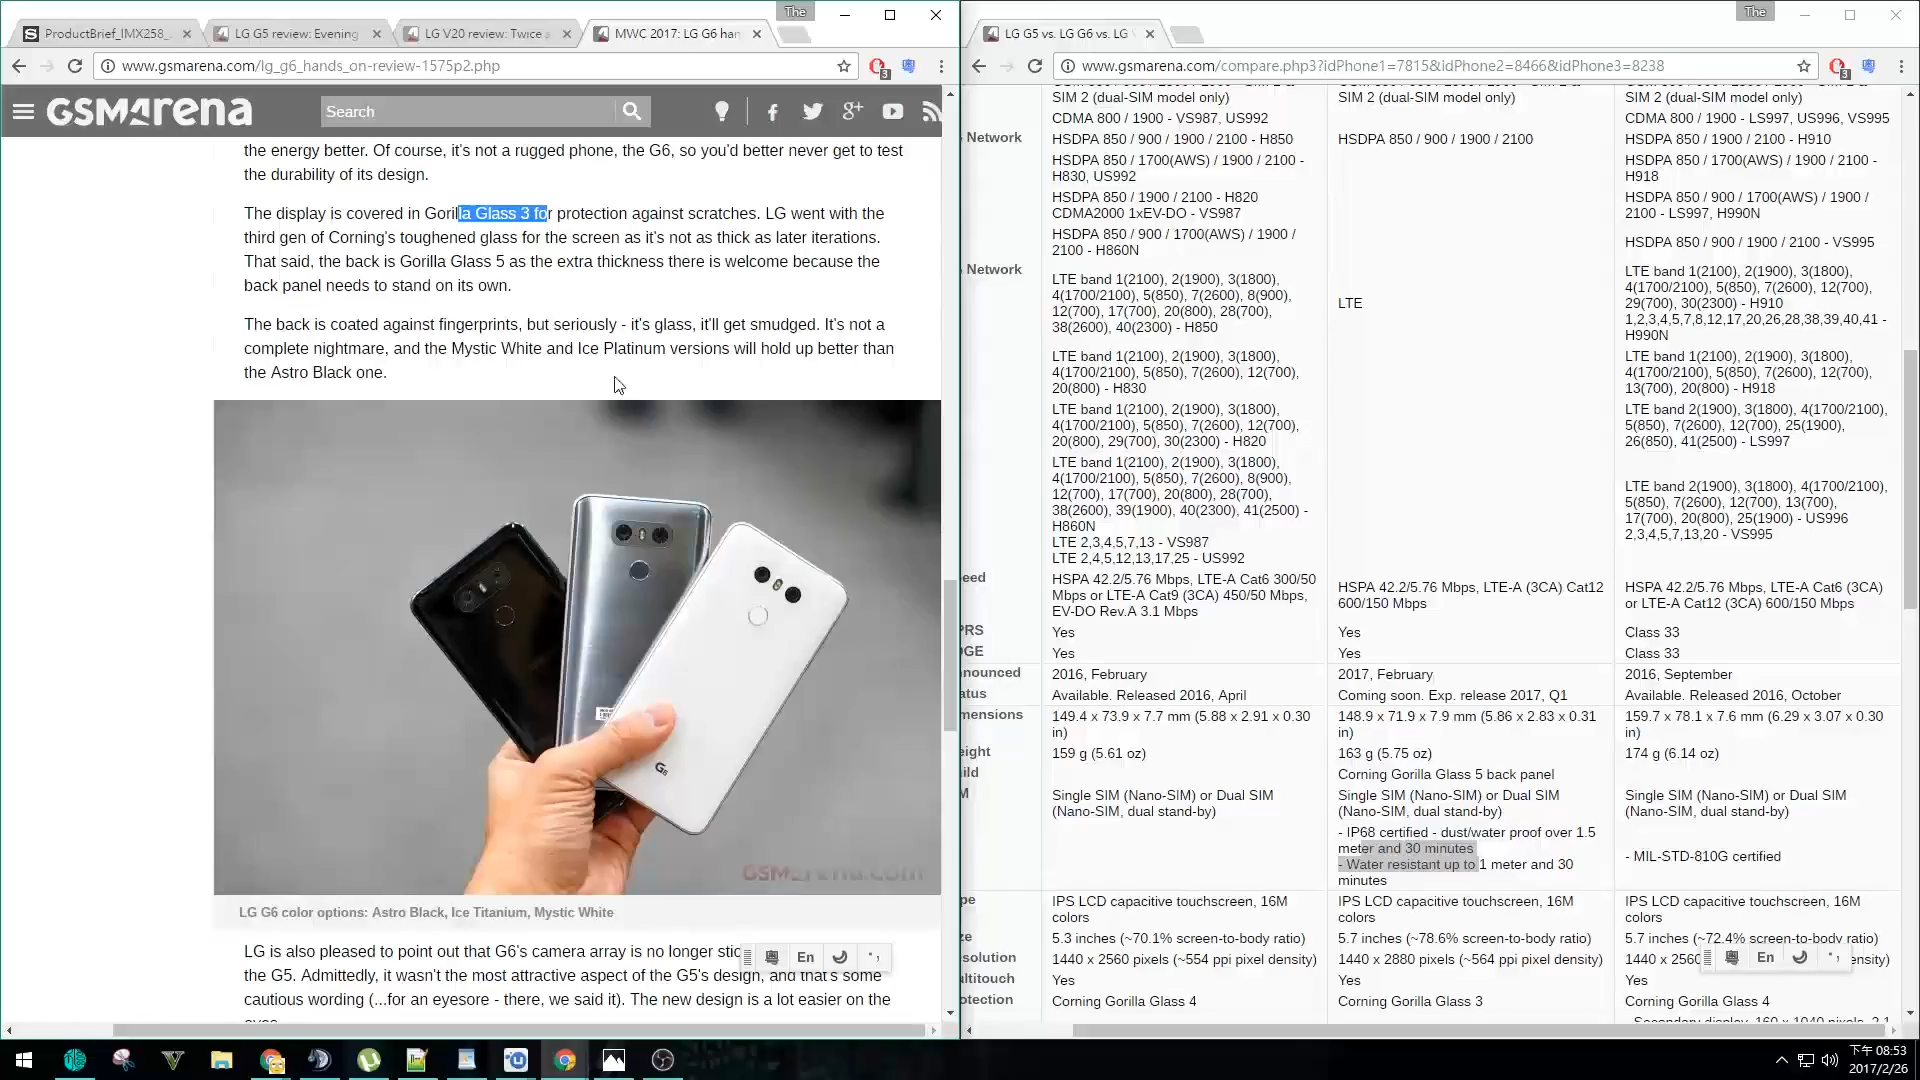 The
The
ProductBrief_IMX258_
LG G5 review: Evening
LG V20 review: Twice a
MWC 2017: LG G6 han
LG G5 vs. LG G6 vs. LG
www.gsmarena.com/lg_g6_hands_on-review-1575p2.php
3
www.gsmarena.com/compare.php3?idPhone1=7815&idPhone2=8466&idPhone3=8238
3
GSMArena
Search
the energy better. Of course, it's not a rugged phone, the G6, so you'd better never get to test
the durability of its design.
The display is covered in Gorilla Glass 3 for protection against scratches. LG went with the
third gen of Corning's toughened glass for the screen as it's not as thick as later iterations.
That said, the back is Gorilla Glass 5 as the extra thickness there is welcome because the
back panel needs to stand on its own.
The back is coated against fingerprints, but seriously - it's glass, it'll get smudged. It's not a
complete nightmare, and the Mystic White and Ice Platinum versions will hold up better than
the Astro Black one.
G6
GSMArena.com
LG G6 color options: Astro Black, Ice Titanium, Mystic White
LG is also pleased to point out that G6's camera array is no longer stic
the G5. Admittedly, it wasn't the most attractive aspect of the G5's design, and that's some
cautious wording (...for an eyesore - there, we said it). The new design is a lot easier on the
eyes
En
SIM 2 (dual-SIM model only)
CDMA 800 / 1900 - VS987, US992
Network
HSDPA 850 / 900 / 1900 / 2100 - H850
HSDPA 850 / 1700(AWS) / 1900 / 2100 -
H830, US992
HSDPA 850 / 1900 / 2100 - H820
CDMA2000 1xEV-DO - VS987
HSDPA 850 / 900 / 1700(AWS) / 1900 /
2100 - H860N
Network
LTE band 1(2100), 2(1900), 3(1800),
4(1700/2100), 5(850), 7(2600), 8(900),
12(700), 17(700), 20(800), 28(700),
38(2600), 40(2300) - H850
LTE band 1(2100), 2(1900), 3(1800),
4(1700/2100), 5(850), 7(2600), 12(700),
20(800) - H830
LTE band 1(2100), 2(1900), 3(1800),
4(1700/2100), 5(850), 7(2600), 12(700),
20(800), 29(700), 30(2300) - H820
LTE band 1(2100), 2(1900), 3(1800),
4(1700/2100), 5(850), 7(2600), 8(900),
12(700), 17(700), 20(800), 28(700),
38(2600), 39(1900), 40(2300), 41(2500) -
H860N
LTE 2,3,4,5,7,13 - VS987
LTE 2,4,5,12,13,17,25 - US992
eed
HSPA 42.2/5.76 Mbps, LTE-A Cat6 300/50
Mbps or LTE-A Cat9 (3CA) 450/50 Mbps,
EV-DO Rev.A 3.1 Mbps
PRS
Yes
DGE
Yes
nnounced
2016, February
atus
Available. Released 2016, April
mensions
149.4 x 73.9 x 7.7 mm (5.88 x 2.91 x 0.30
in)
eight
159 g (5.61 oz)
ild
M
Single SIM (Nano-SIM) or Dual SIM
(Nano-SIM, dual stand-by)
pe
IPS LCD capacitive touchscreen, 16M
colors
ze
5.3 inches (~70.1% screen-to-body ratio)
solution
1440 x 2560 pixels (~554 ppi pixel density)
ultitouch
Yes
otection
Corning Gorilla Glass 4
SIM 2 (dual-SIM model only)
HSDPA 850 / 900 / 1900 / 2100
LTE
HSPA 42.2/5.76 Mbps, LTE-A (3CA) Cat12
600/150 Mbps
Yes
Yes
2017, February
Coming soon. Exp. release 2017, Q1
148.9 x 71.9 x 7.9 mm (5.86 x 2.83 x 0.31
in)
163 g (5.75 oz)
Corning Gorilla Glass 5 back panel
Single SIM (Nano-SIM) or Dual SIM
(Nano-SIM, dual stand-by)
- IP68 certified - dust/water proof over 1.5
meter and 30 minutes
- Water resistant up to 1 meter and 30
minutes
IPS LCD capacitive touchscreen, 16M
colors
5.7 inches (~78.6% screen-to-body ratio)
1440 x 2880 pixels (~564 ppi pixel density)
Yes
Corning Gorilla Glass 3
SIM 2 (dual-SIM model only)
CDMA 800 / 1900 - LS997, US996, VS995
HSDPA 850 / 1900 / 2100 - H910
HSDPA 850 / 1700(AWS) / 1900 / 2100 -
H918
HSDPA 850 / 900 / 1700(AWS) / 1900 /
2100 - LS997, H990N
HSDPA 850 / 900 / 1900 / 2100 - VS995
LTE band 1(2100), 2(1900), 3(1800),
4(1700/2100), 5(850), 7(2600), 12(700),
29(700), 30(2300) - H910
1,2,3,4,5,7,8,12,17,20,26,28,38,39,40,41 -
H990N
LTE band 1(2100), 2(1900), 3(1800),
4(1700/2100), 5(850), 7(2600), 12(700),
13(700), 20(800) - H918
LTE band 2(1900), 3(1800), 4(1700/2100),
5(850), 7(2600), 12(700), 25(1900),
26(850), 41(2500) - LS997
LTE band 2(1900), 3(1800), 4(1700/2100),
5(850), 7(2600), 12(700), 13(700),
17(700), 20(800), 25(1900) - US996
2,3,4,5,7,13,20 - VS995
HSPA 42.2/5.76 Mbps, LTE-A Cat6 (3CA)
or LTE-A Cat12 (3CA) 600/150 Mbps
Class 33
Class 33
2016, September
Available. Released 2016, October
159.7 x 78.1 x 7.6 mm (6.29 x 3.07 x 0.30
in)
174 g (6.14 oz)
Single SIM (Nano-SIM) or Dual SIM
(Nano-SIM, dual stand-by)
- MIL-STD-810G certified
IPS LCD capacitive touchscreen, 16M
colors
5.7 inches (~72.4% screen-to-body ratio)
1440 x 2560 ensity)
Yes
Corning Gorilla Glass 4
- Secondary display, 160 x 1040 pixels, 2.1
En
下午 08:53
2017/2/26